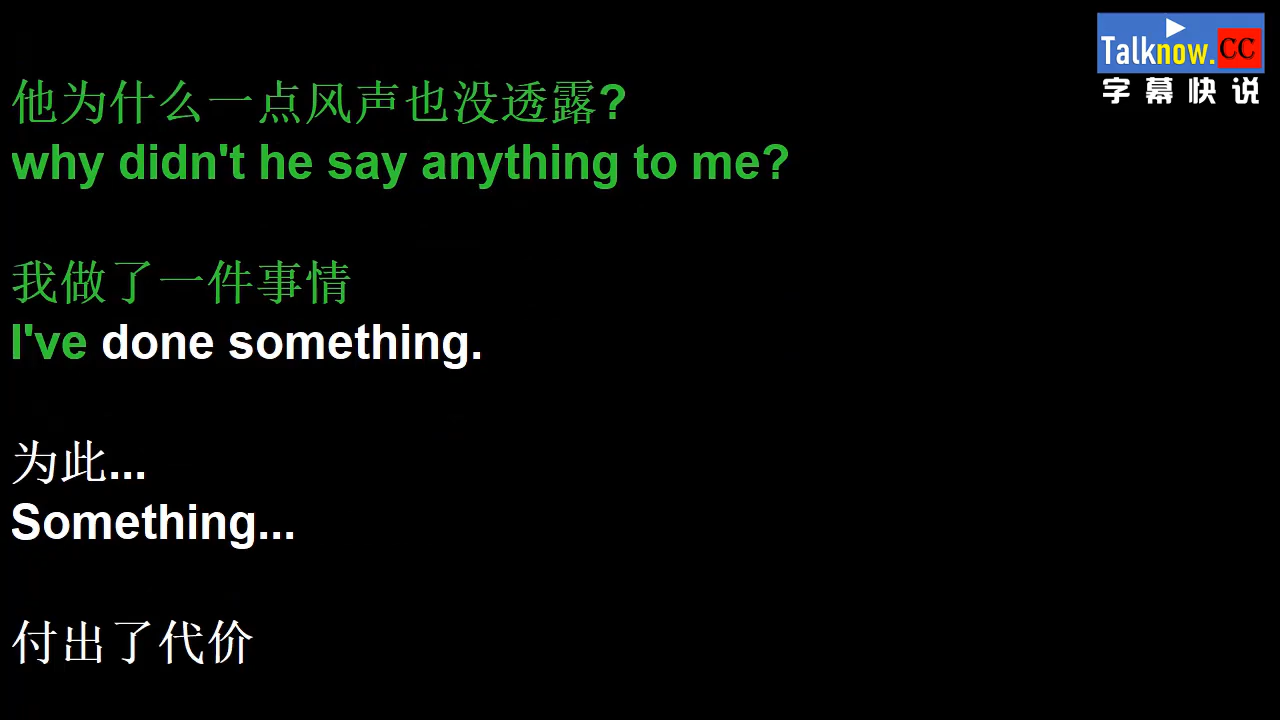 Talknow.CC
字幕快说
他为什么一点风声也没透露?
why didn't he say anything to me?
我做了一件事情
I've done something.
为此...
Something...
付出了代价